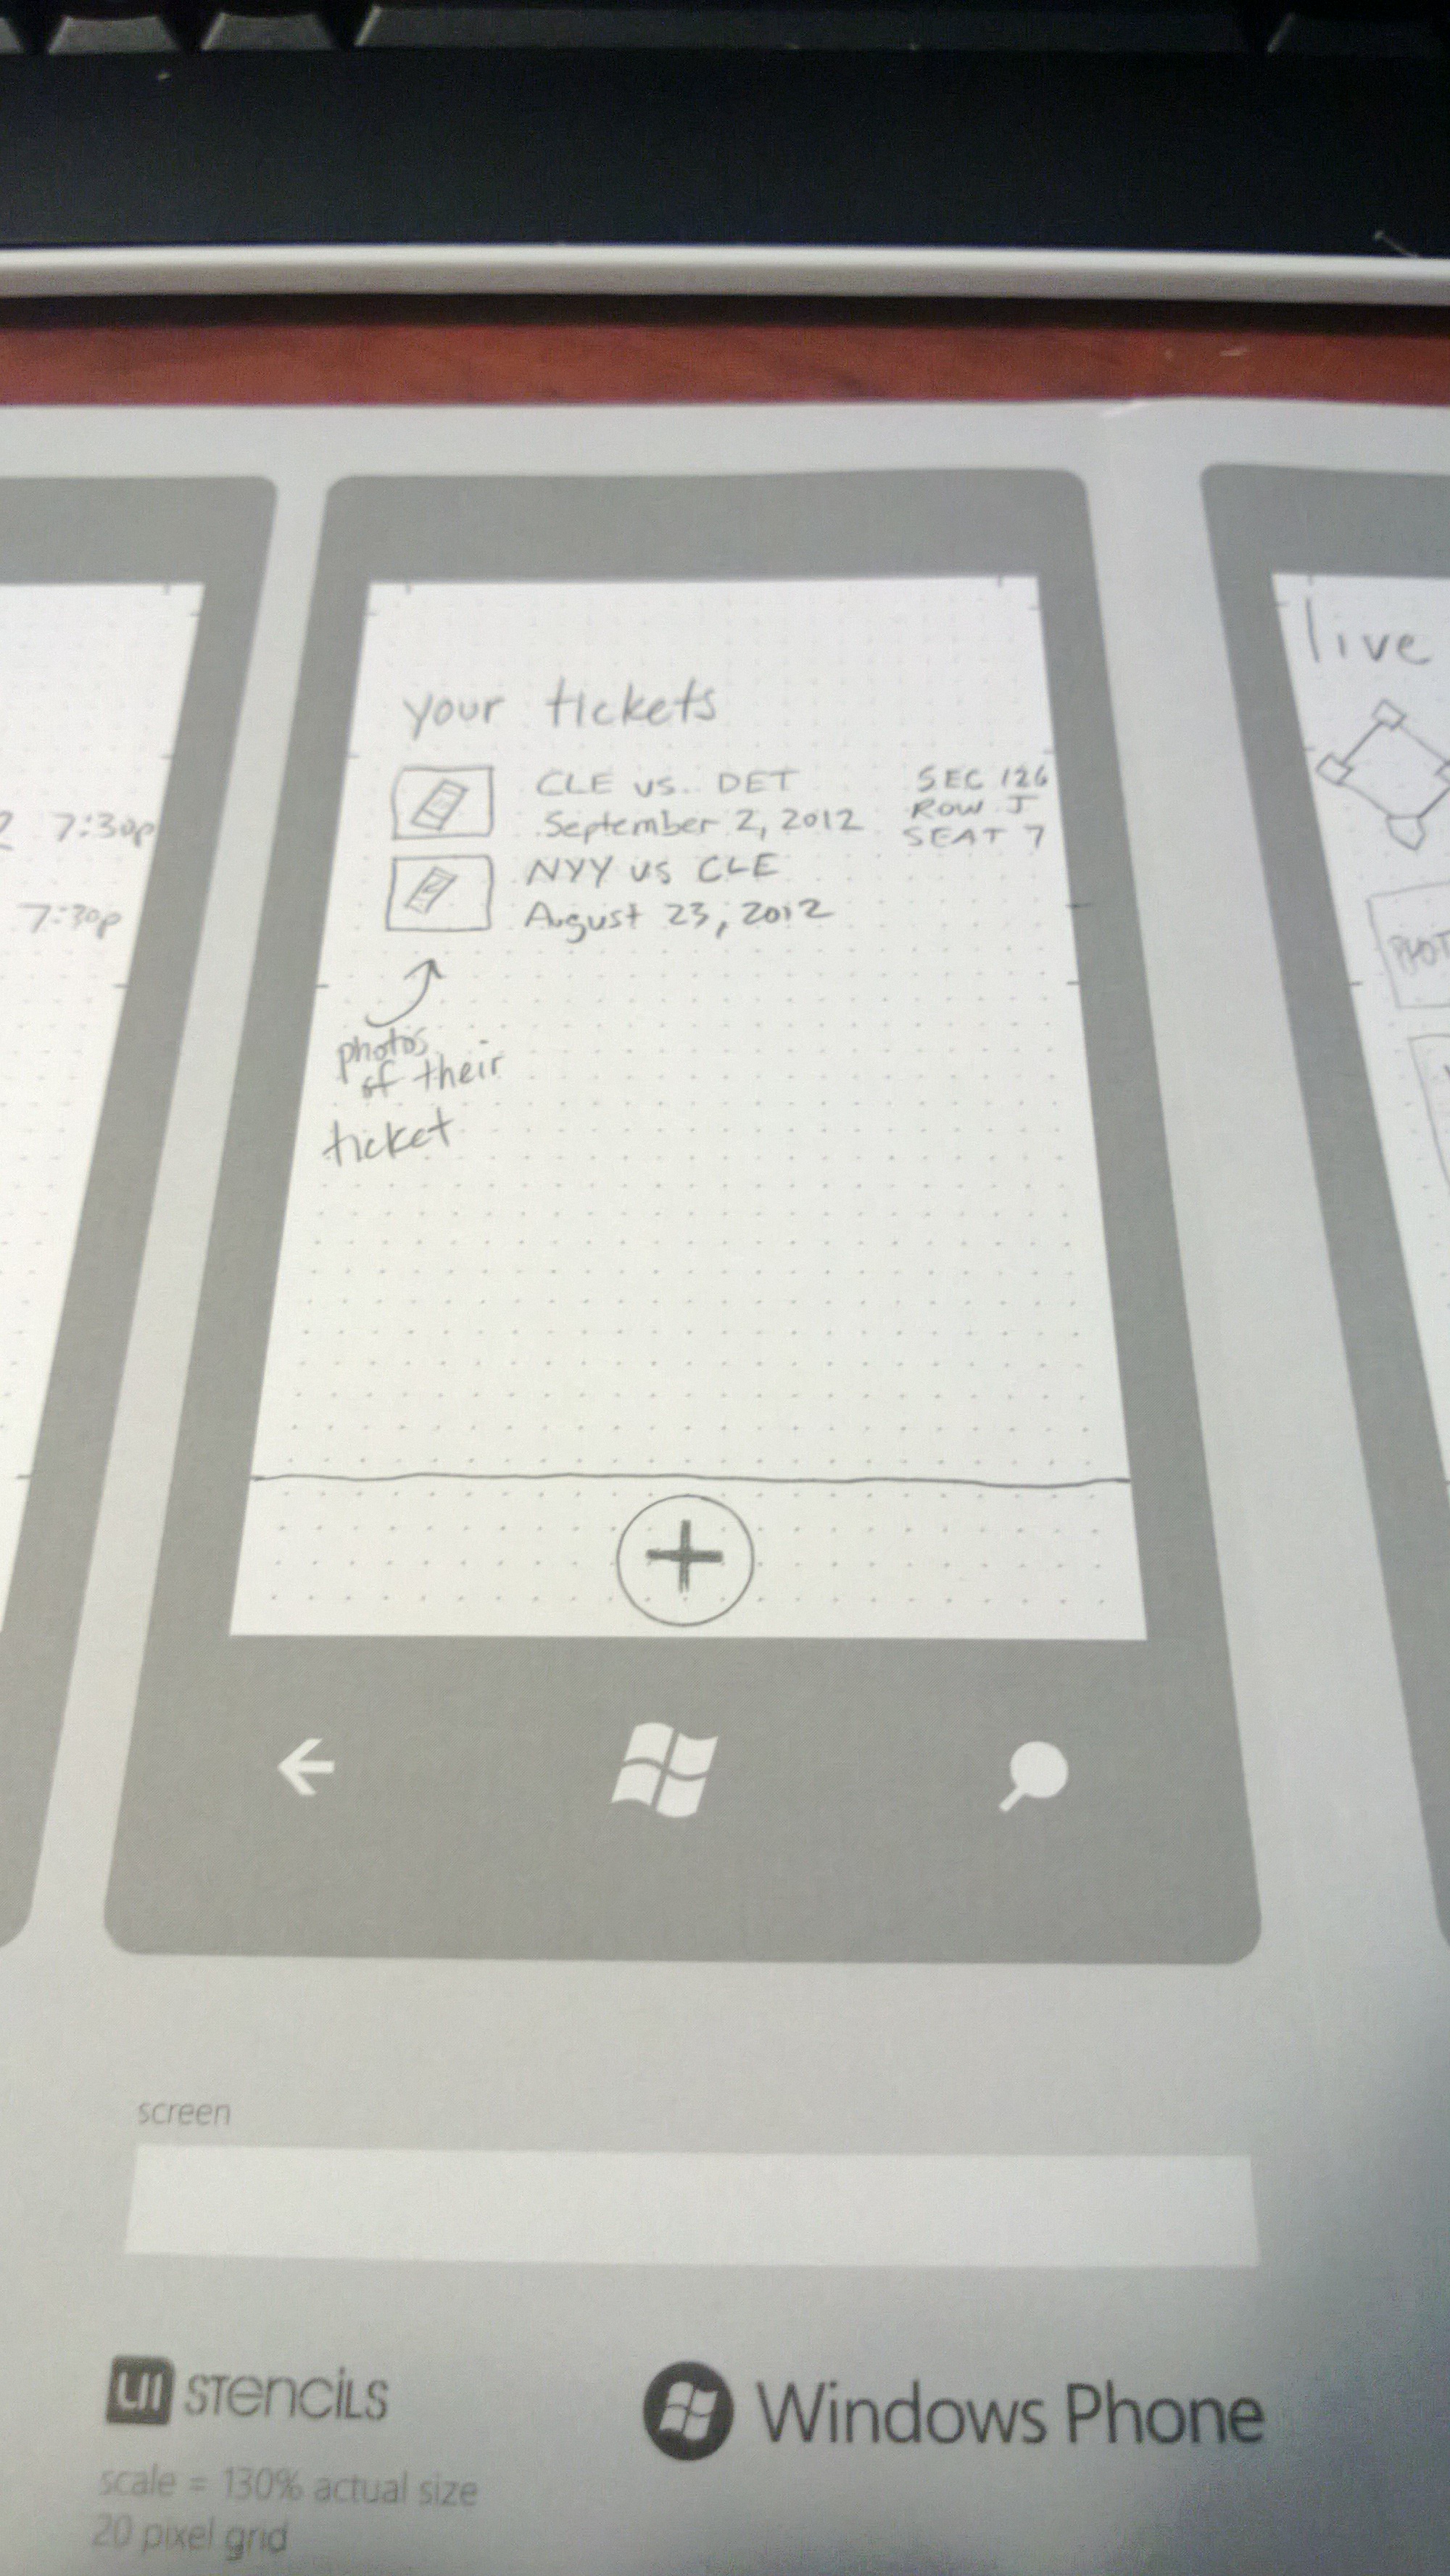 your tickets
CLE vs. DET
September 2, 2012
SEC 126
ROW J
SEAT 7
NYY vs CLE
August 23, 2012
photos
of their
ticket
7:30p
7:30p
live
screen
UI STENCILS
scale = 130% actual size
20 pixel grid
Windows Phone